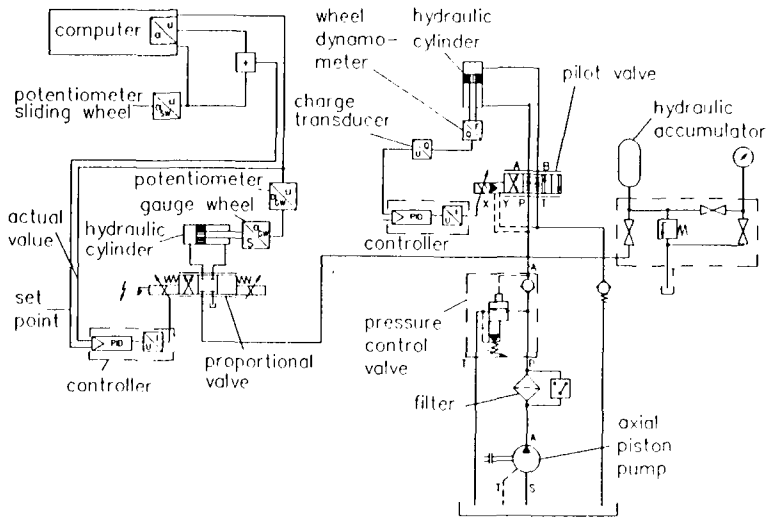 computer
a u
+
potentiometer
sliding wheel
wheel
dynamo-
meter
hydraulic
cylinder
pilot valve
charge
transducer
hydraulic
accumulator
potentiometer
gauge wheel
S
hydraulic
cylinder
actual
value
set
point
PID
controller
proportional
valve
PID
controller
A B
X Y P T
A
pressure
control
valve
T
P
T
filter
A
axial
piston
pump
T S